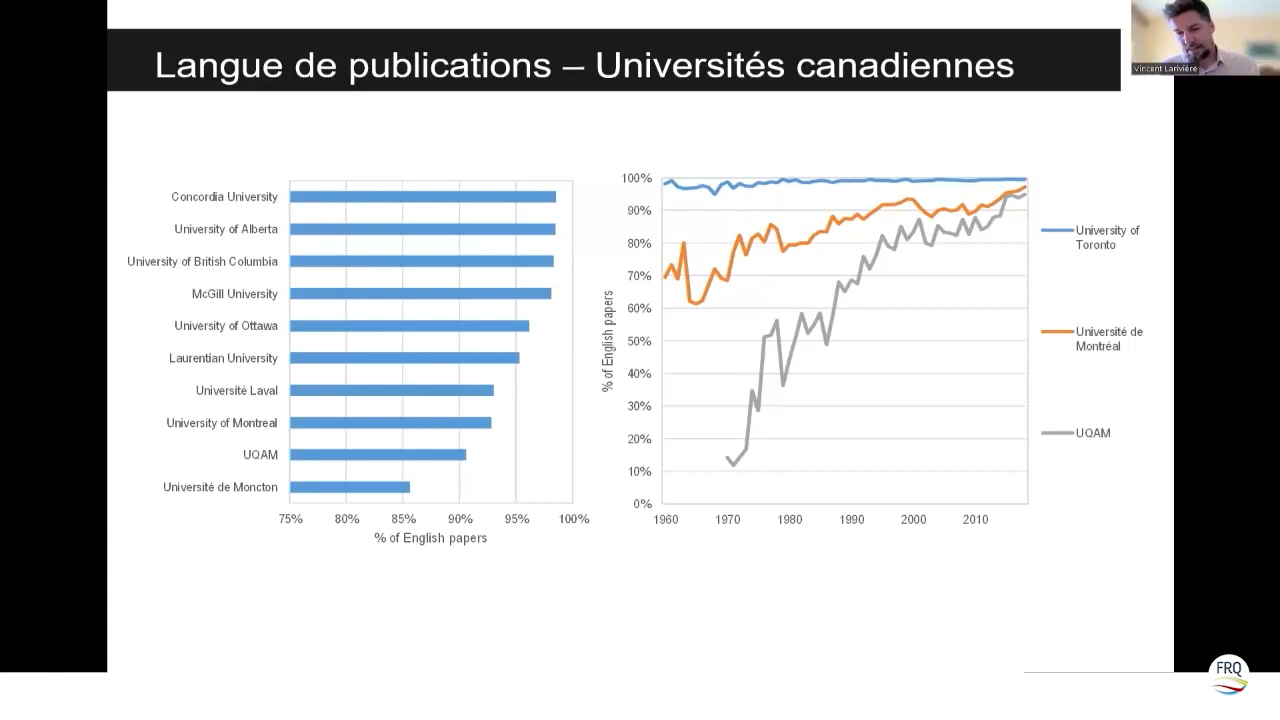 Langue de publications – Universités canadiennes
Vincent Larivière
Concordia University
University of Alberta
University of British Columbia
McGill University
University of Ottawa
Laurentian University
Université Laval
University of Montreal
UQAM
Université de Moncton
75% 80% 85% 90% 95% 100%
% of English papers
100%
90%
80%
70%
60%
50%
40%
30%
20%
10%
0%
% of English papers
1960 1970 1980 1990 2000 2010
University of
Toronto
Université de
Montréal
UQAM
FRQ